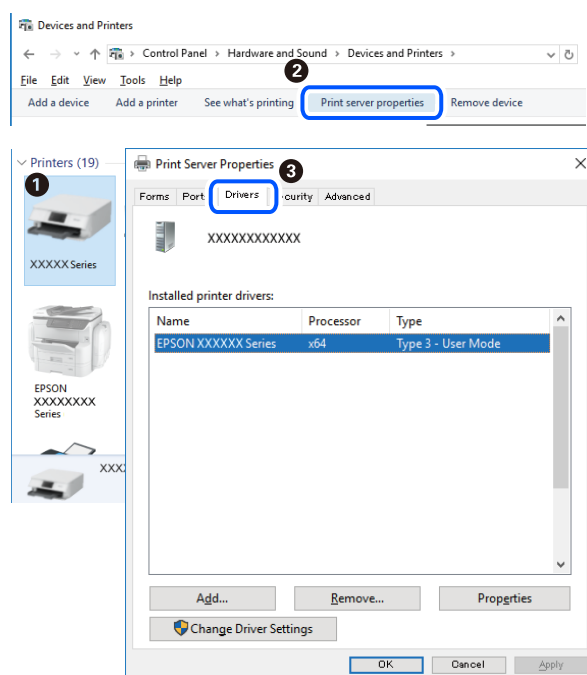 Devices and Printers
Control Panel > Hardware and Sound > Devices and Printers >
2
File Edit View Tools Help
Add a device Add a printer See what's printing Print server properties Remove device
Printers (19)
1
XXXXX Series
EPSON
XXXXXXXX
Series
XXX
Print Server Properties
3
Forms Port Drivers curity Advanced
XXXXXXXXXXXX
Installed printer drivers:
Name Processor Type
EPSON XXXXXX Series x64 Type 3 - User Mode
Add... Remove... Properties
Change Driver Settings
OK Cancel Apply